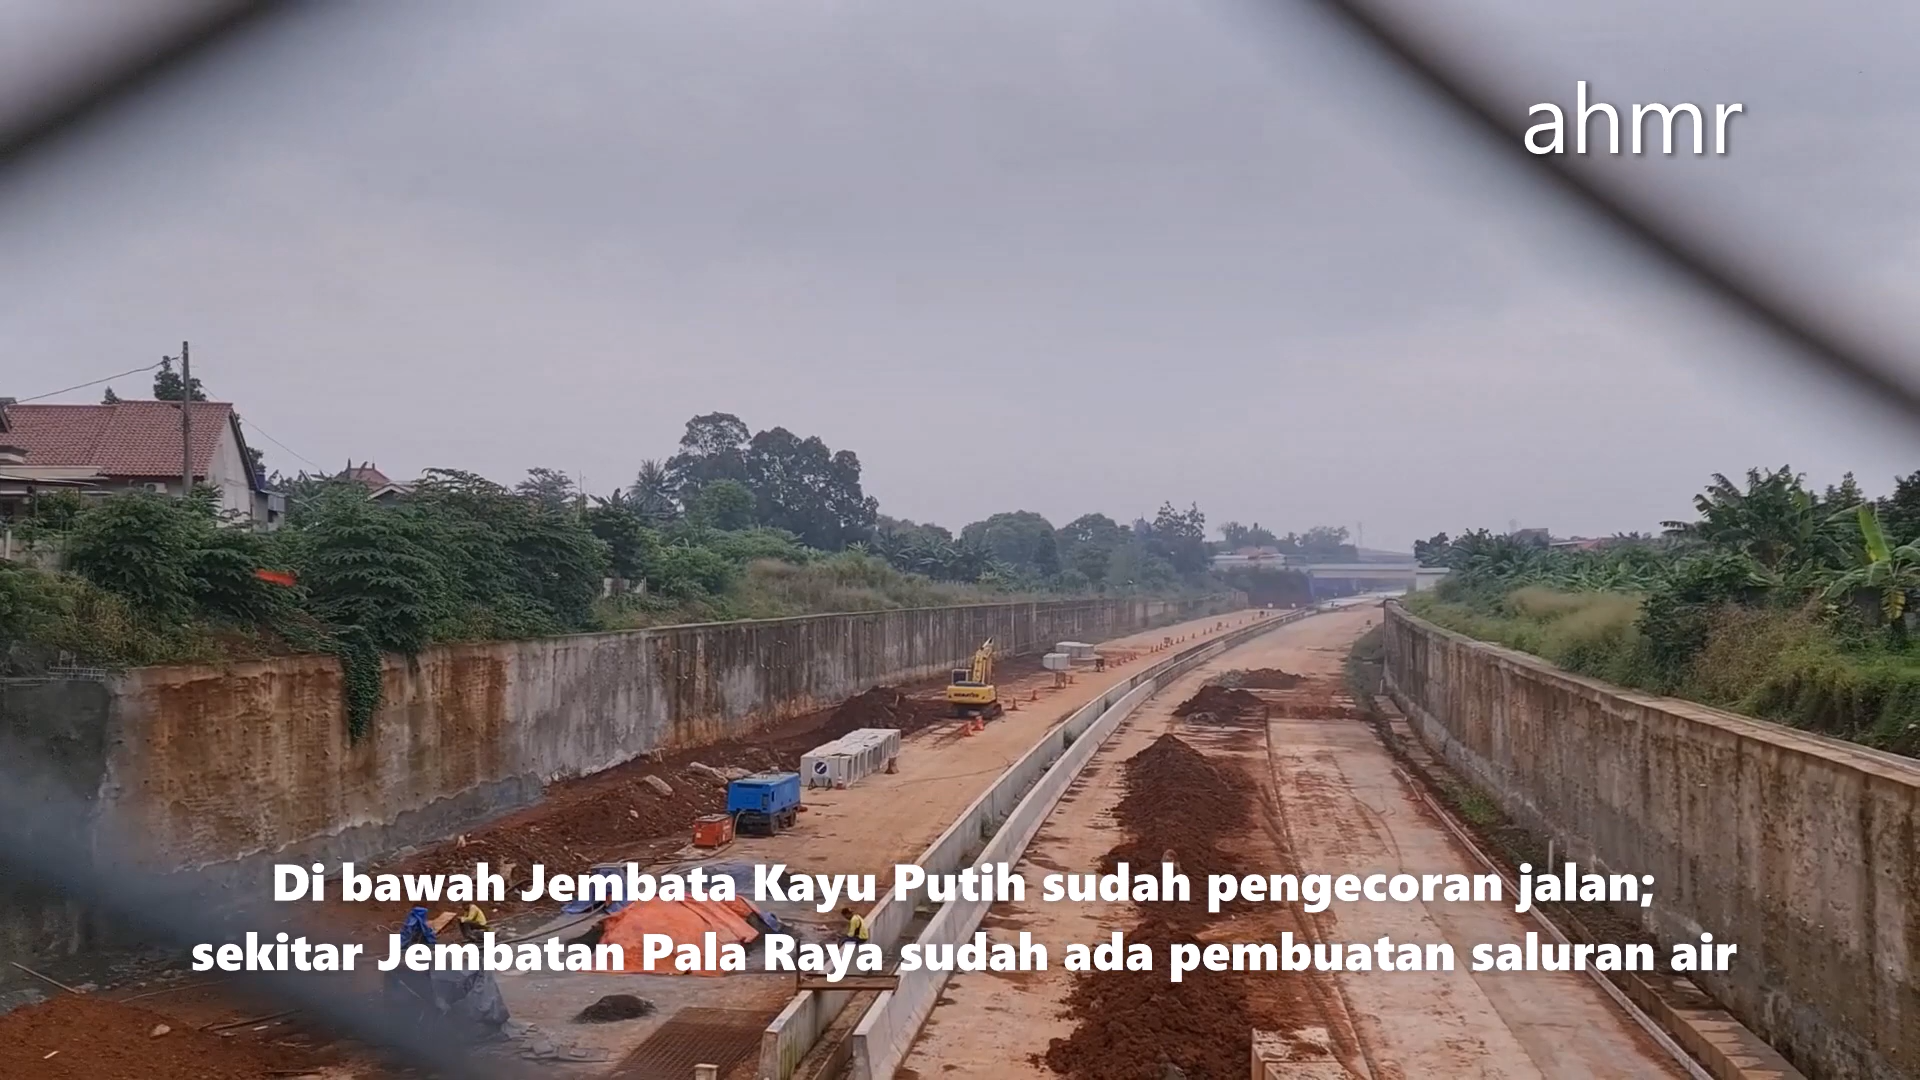 ahmr
Di bawah Jembata Kayu Putih sudah pengecoran jalan;
sekitar Jembatan Pala Raya sudah ada pembuatan saluran air